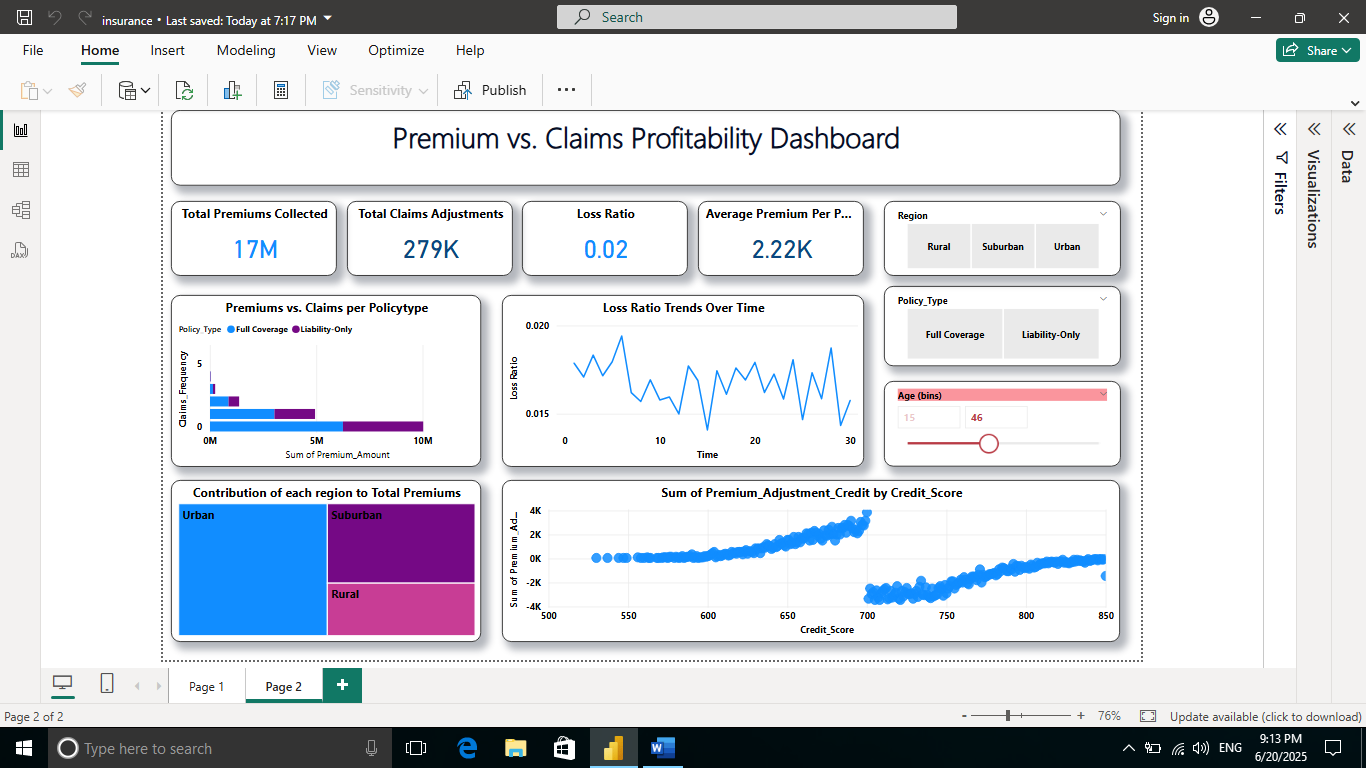 insurance • Last saved: Today at 7:17 PM
Search
Sign in
File Home Insert Modeling View Optimize Help
Share
Sensitivity
Publish
Premium vs. Claims Profitability Dashboard
Total Premiums Collected
17M
Total Claims Adjustments
279K
Loss Ratio
0.02
Average Premium Per P...
2.22K
Region
Rural Suburban Urban
Policy_Type
Full Coverage Liability-Only
Age (bins)
15 46
Premiums vs. Claims per Policytype
Policy_Type Full Coverage Liability-Only
Claims_Frequency
5
0
0M 5M 10M
Sum of Premium_Amount
Loss Ratio Trends Over Time
Loss Ratio
0.020
0.015
0 10 20 30
Time
Contribution of each region to Total Premiums
Urban
Suburban
Rural
Sum of Premium_Adjustment_Credit by Credit_Score
Sum of Premium_Ad...
4K
2K
0K
-2K
-4K
500 550 600 650 700 750 800 850
Credit_Score
Filters
Visualizations
Data
Page 1
Page 2
Page 2 of 2
76%
Update available (click to download)
Type here to search
ENG
9:13 PM
6/20/2025